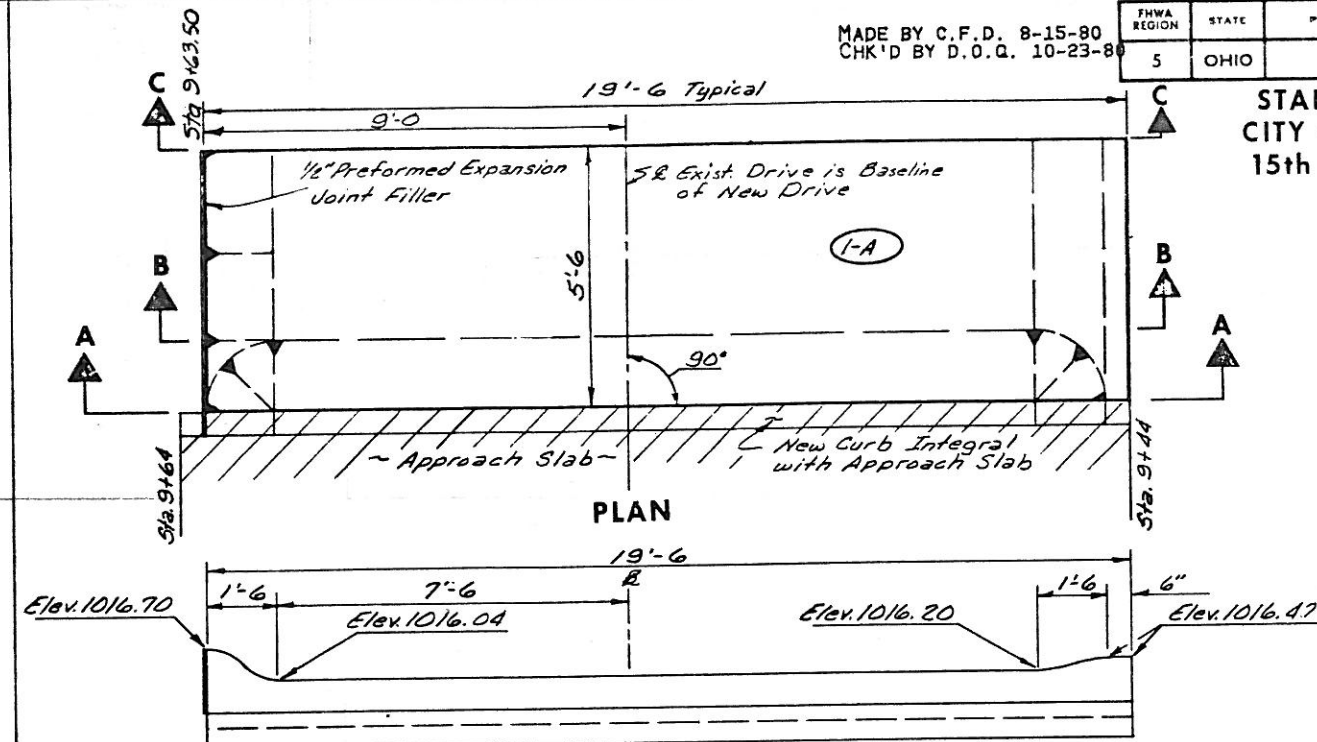 MADE BY C.F.D. 8-15-80
CHK'D BY D.O.Q. 10-23-8
FHWA REGION
STATE
5
OHIO
STA
CITY
15th
Sta 9+63.50
19'-6 Typical
C
C
9'-0
1/2" Preformed Expansion
Joint Filler
Exist. Drive is Baseline
of New Drive
1-A
5'-6
B
B
A
A
90°
~ Approach Slab ~
New Curb Integral
with Approach Slab
Sta. 9+64
Sta. 9+44
PLAN
19'-6
1'-6
7'-6
1'-6
6"
Elev. 1016.70
Elev. 1016.04
Elev. 1016.20
Elev. 1016.47